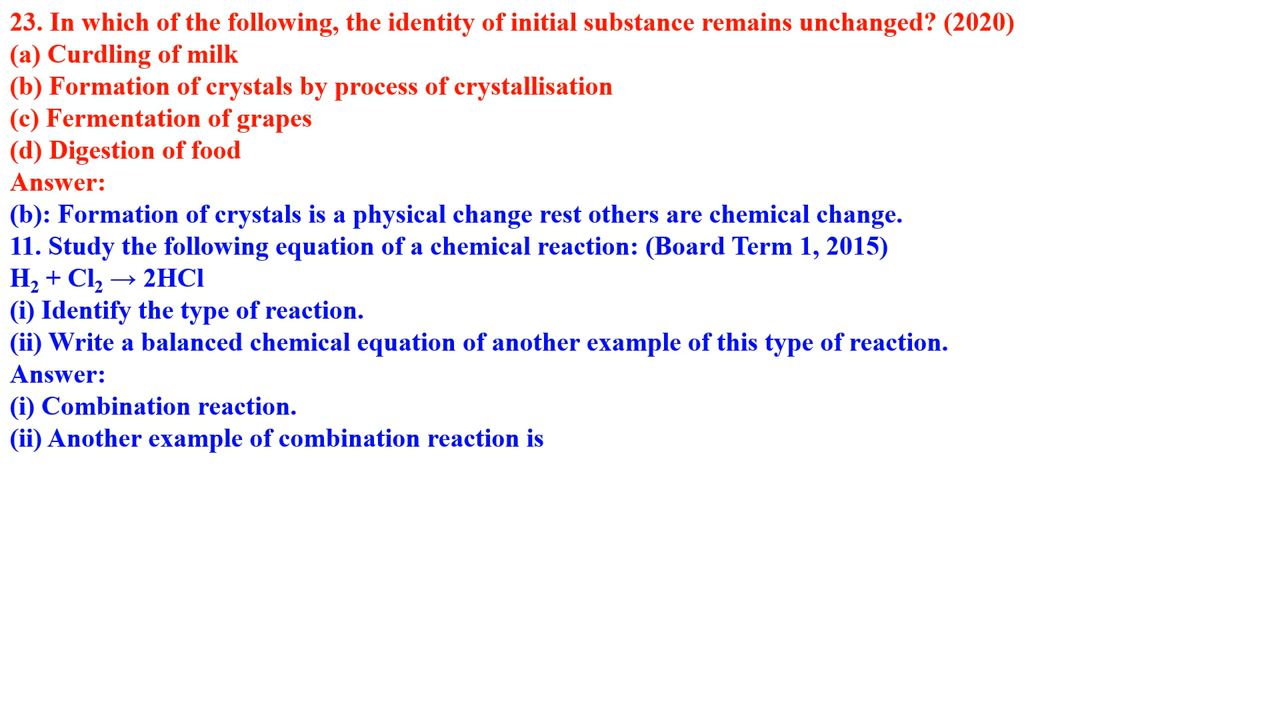 23. In which of the following, the identity of initial substance remains unchanged? (2020)
(a) Curdling of milk
(b) Formation of crystals by process of crystallisation
(c) Fermentation of grapes
(d) Digestion of food
Answer:
(b): Formation of crystals is a physical change rest others are chemical change.
11. Study the following equation of a chemical reaction: (Board Term 1, 2015)
H₂ + Cl₂ → 2HCl
(i) Identify the type of reaction.
(ii) Write a balanced chemical equation of another example of this type of reaction.
Answer:
(i) Combination reaction.
(ii) Another example of combination reaction is